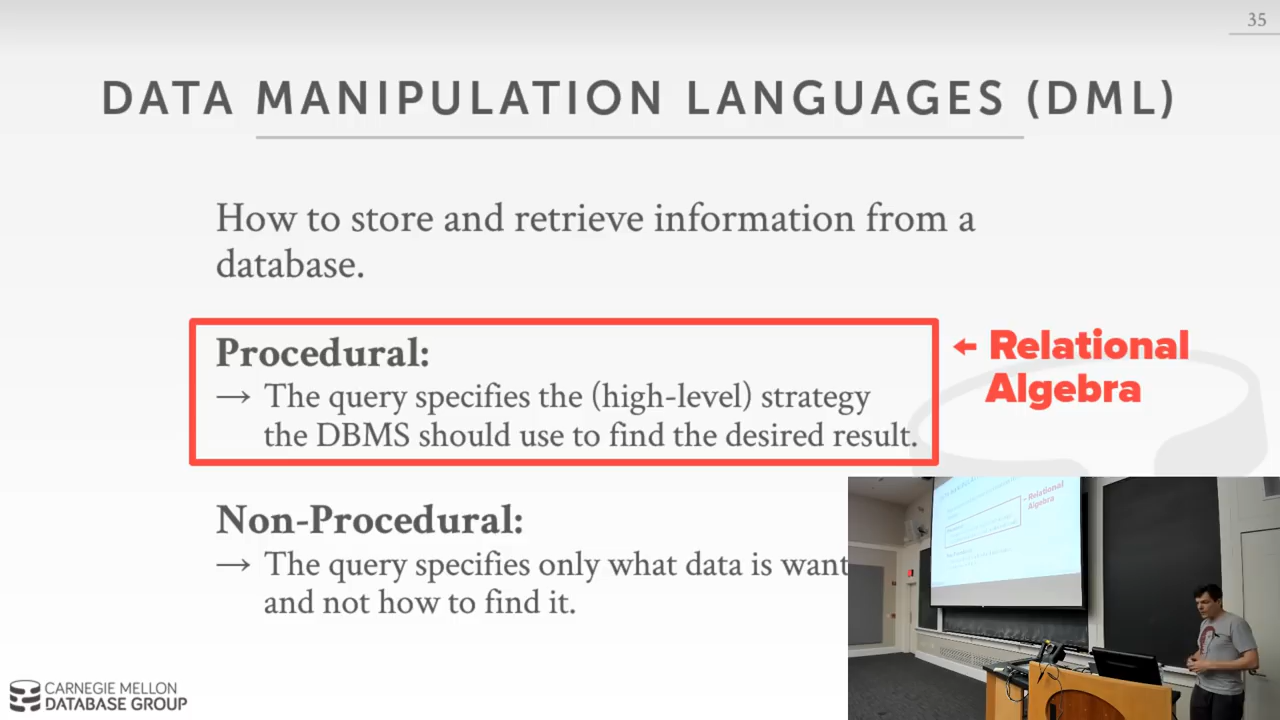 35
DATA MANIPULATION LANGUAGES (DML)
How to store and retrieve information from a
database.
Procedural:
→ The query specifies the (high-level) strategy
the DBMS should use to find the desired result.
← Relational
Algebra
Non-Procedural:
→ The query specifies only what data is want
and not how to find it.
Relational
Algebra
CARNEGIE MELLON
DATABASE GROUP